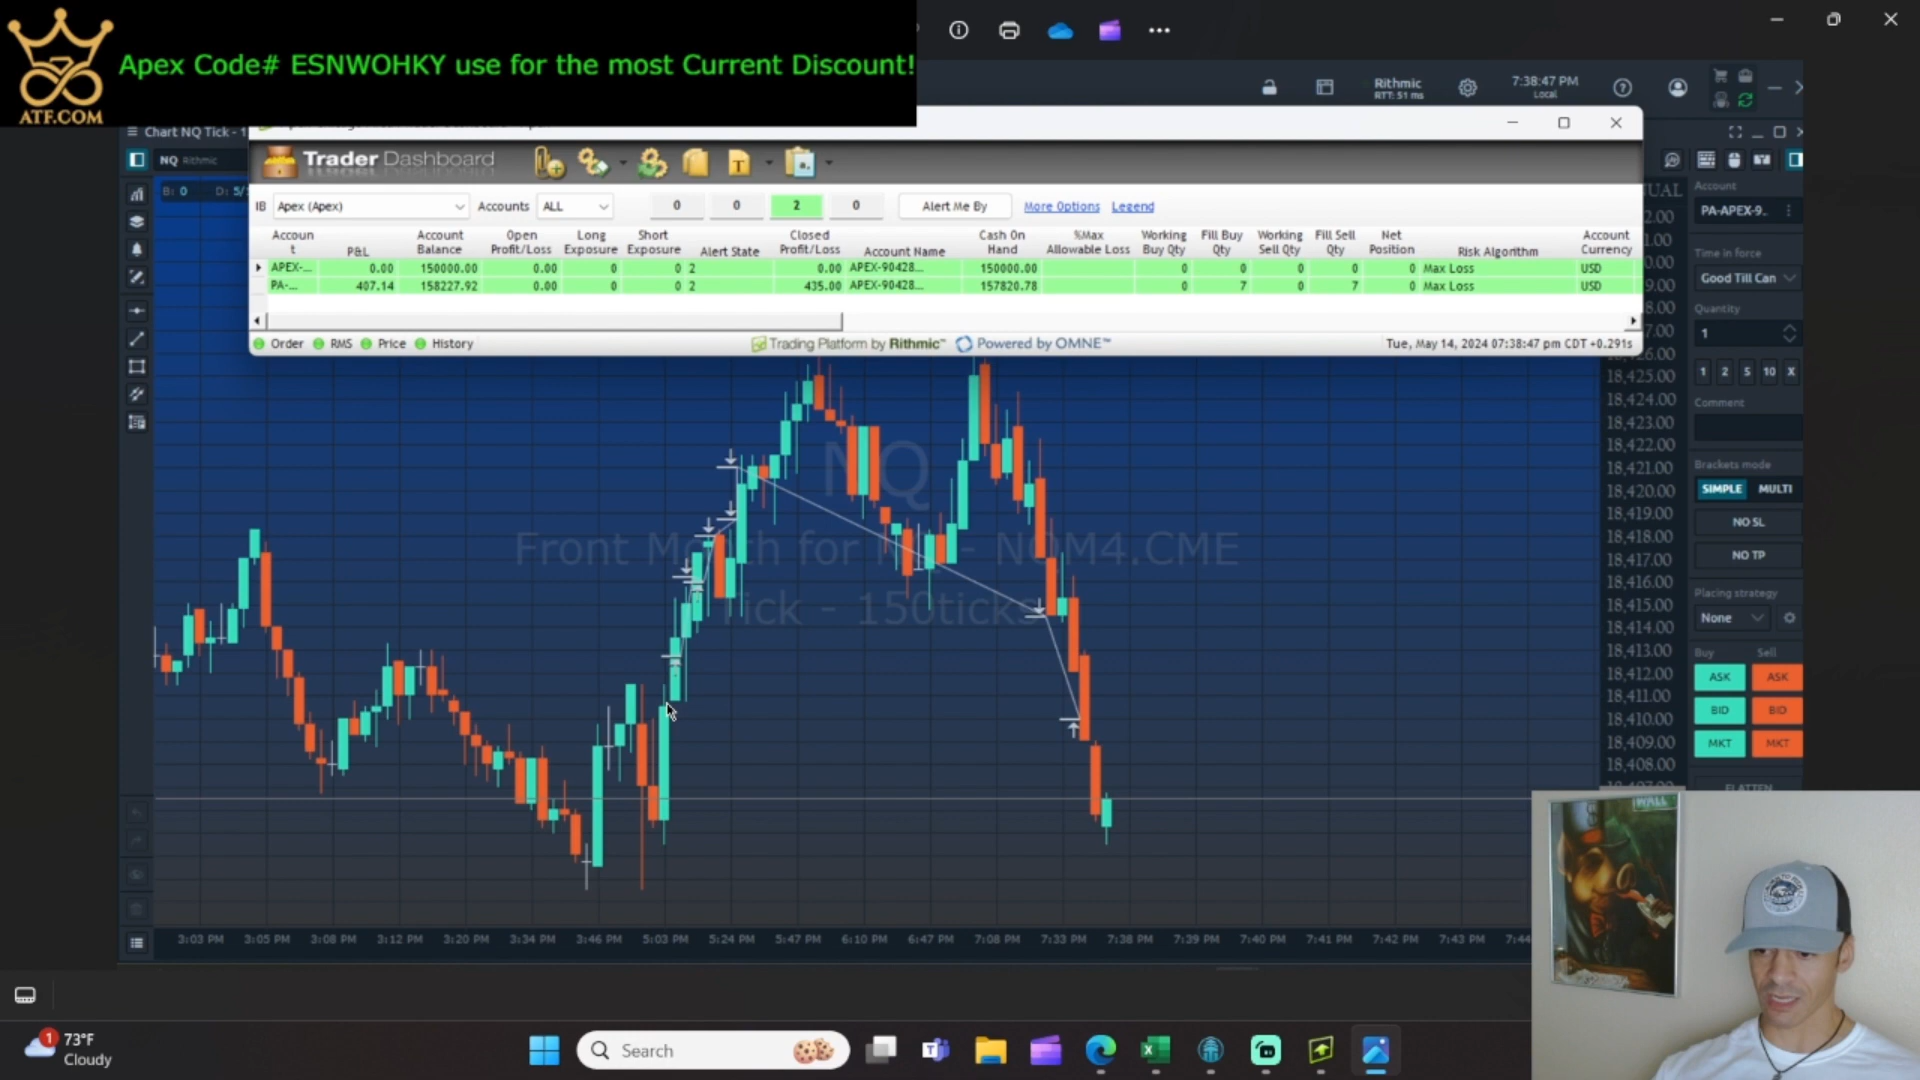 Apex Code# ESNWOHKY use for the most Current Discount!
ATF.COM
Rithmic
RTT: 51 ms
7:38:47 PM
Local
Chart NQ Tick - 1
NQ Rithmic
B: 0 D: 5/
Trader Dashboard
IB Apex (Apex) Accounts ALL 0 0 2 0 Alert Me By More Options Legend
Account P&L Account Balance Open Profit/Loss Long Exposure Short Exposure Alert State Closed Profit/Loss Account Name Cash On Hand %Max Allowable Loss Working Buy Qty Fill Buy Qty Working Sell Qty Fill Sell Qty Net Position Risk Algorithm Account Currency
APEX-... 0.00 150000.00 0.00 0 0 2 0.00 APEX-90428... 150000.00 0 0 0 0 0 Max Loss USD
PA-... 407.14 158227.92 0.00 0 0 2 435.00 APEX-90428... 157820.78 0 7 0 7 0 Max Loss USD
Order RMS Price History Trading Platform by Rithmic™ Powered by OMNE™ Tue, May 14, 2024 07:38:47 pm CDT +0.291s
NQ
Front Month for NQ - NQM4.CME
Tick - 150ticks
18,425.00
18,424.00
18,423.00
18,422.00
18,421.00
18,420.00
18,419.00
18,418.00
18,417.00
18,416.00
18,415.00
18,414.00
18,413.00
18,412.00
18,411.00
18,410.00
18,409.00
18,408.00
Account
PA-APEX-9..
Time in force
Good Till Can
Quantity
1
1 2 5 10 X
Comment
Brackets mode
SIMPLE MULTI
NO SL
NO TP
Placing strategy
None
Buy Sell
ASK ASK
BID BID
MKT MKT
FLATTEN
3:03 PM 3:05 PM 3:08 PM 3:12 PM 3:20 PM 3:34 PM 3:46 PM 5:03 PM 5:24 PM 5:47 PM 6:10 PM 6:47 PM 7:08 PM 7:33 PM 7:38 PM 7:39 PM 7:40 PM 7:41 PM 7:42 PM 7:43 PM 7:44
WALL
1
73°F
Cloudy
Search